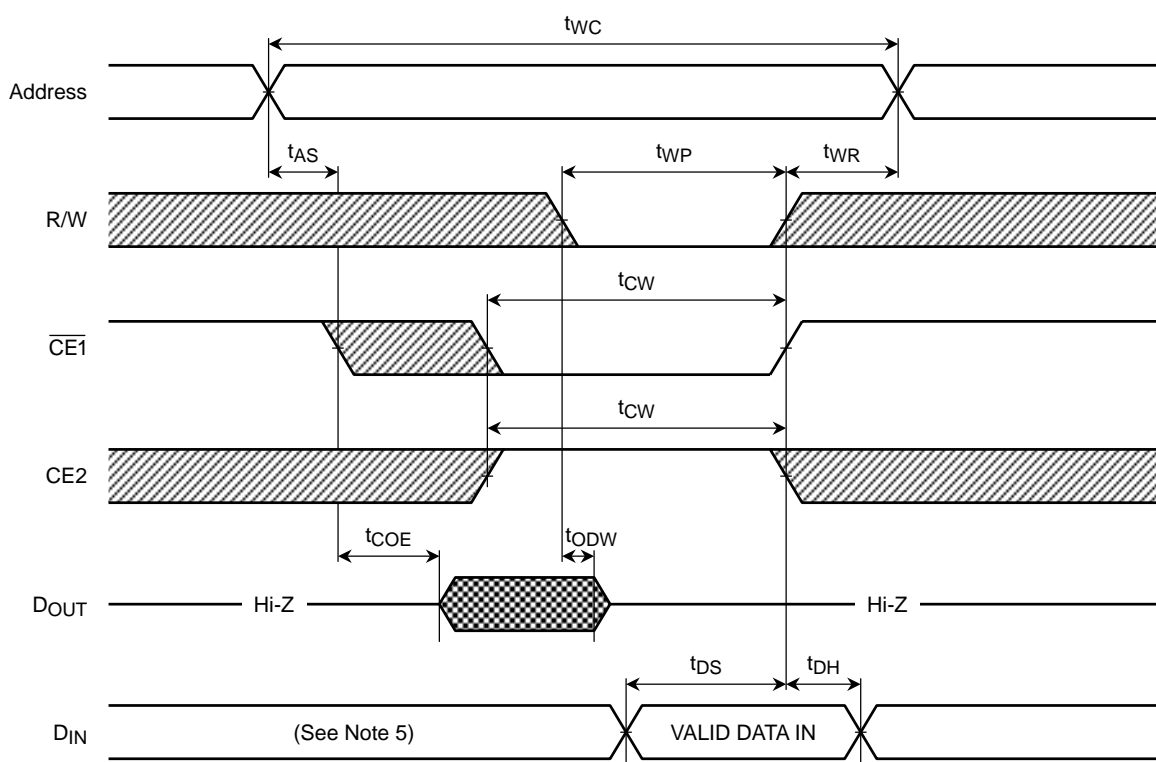 tWC
Address
tAS
tWP
tWR
R/W
tCW
CE1
tCW
CE2
tCOE
tODW
DOUT
Hi-Z
Hi-Z
tDS
tDH
DIN
(See Note 5)
VALID DATA IN